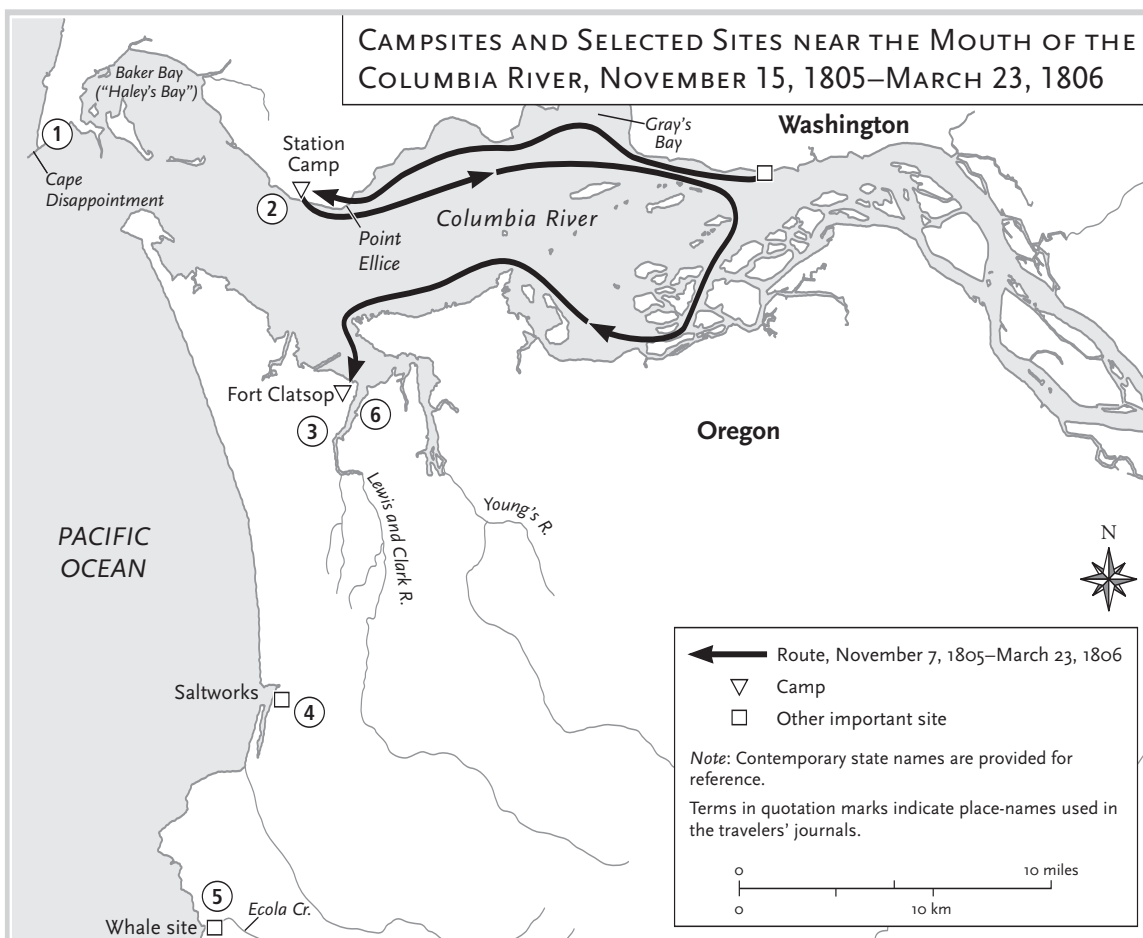 Campsites and Selected Sites near the Mouth of the
Columbia River, November 15, 1805–March 23, 1806
Baker Bay
("Haley's Bay")
1
Cape
Disappointment
Station
Camp
2
Gray's
Bay
Washington
Columbia River
Point
Ellice
Fort Clatsop
3
6
Oregon
Lewis and Clark R.
Young's R.
PACIFIC
OCEAN
N
Saltworks
4
5
Ecola Cr.
Whale site
Route, November 7, 1805–March 23, 1806
Camp
Other important site
Note: Contemporary state names are provided for
reference.
Terms in quotation marks indicate place-names used in
the travelers' journals.
0 10 miles
0 10 km